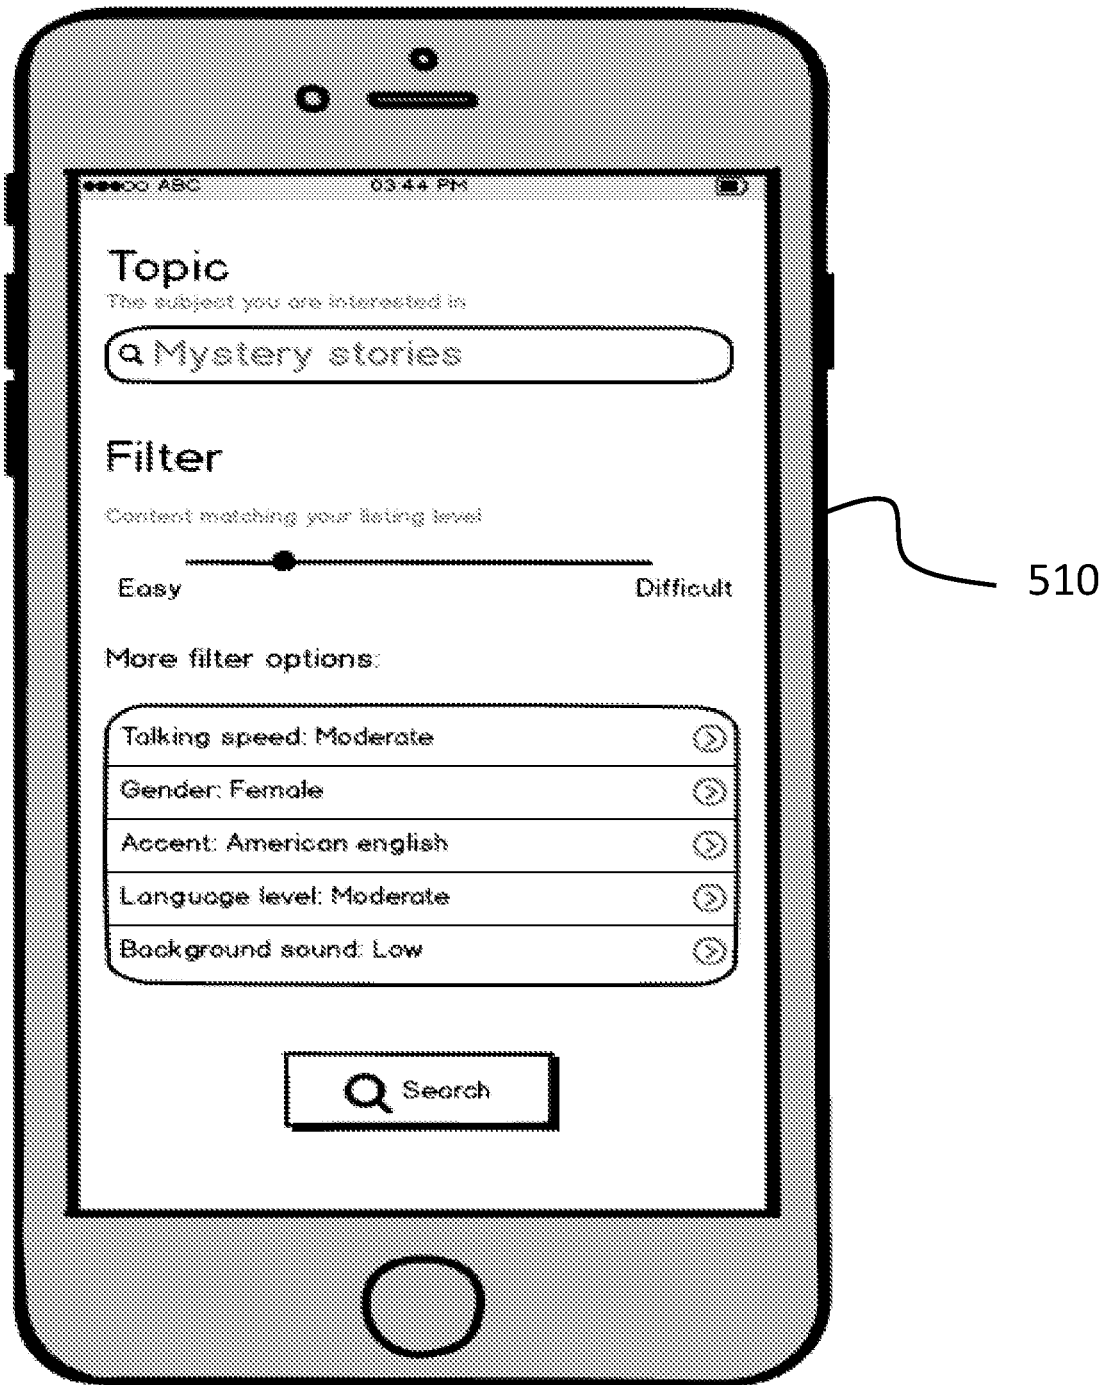 ABC 03:44 PM
Topic
The subject you are interested in
Mystery stories
Filter
Content matching your listing level
Easy Difficult
510
More filter options:
Talking speed: Moderate
Gender: Female
Accent: American english
Language level: Moderate
Background sound: Low
Search